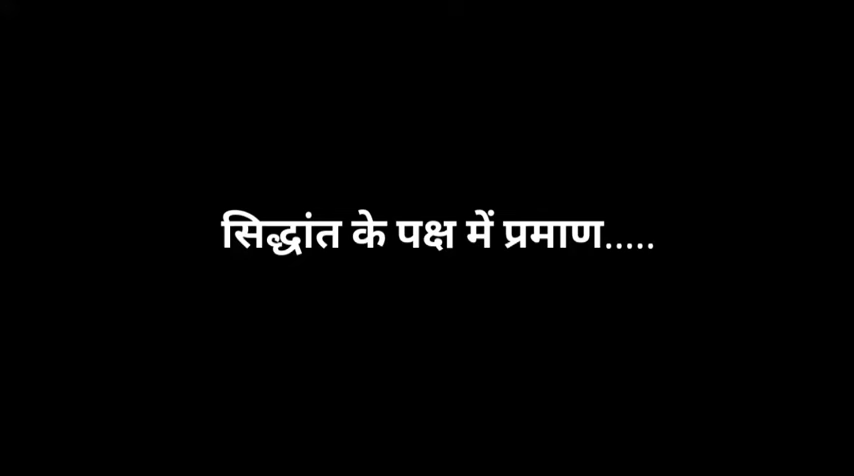 सिद्धांत के पक्ष में प्रमाण.....